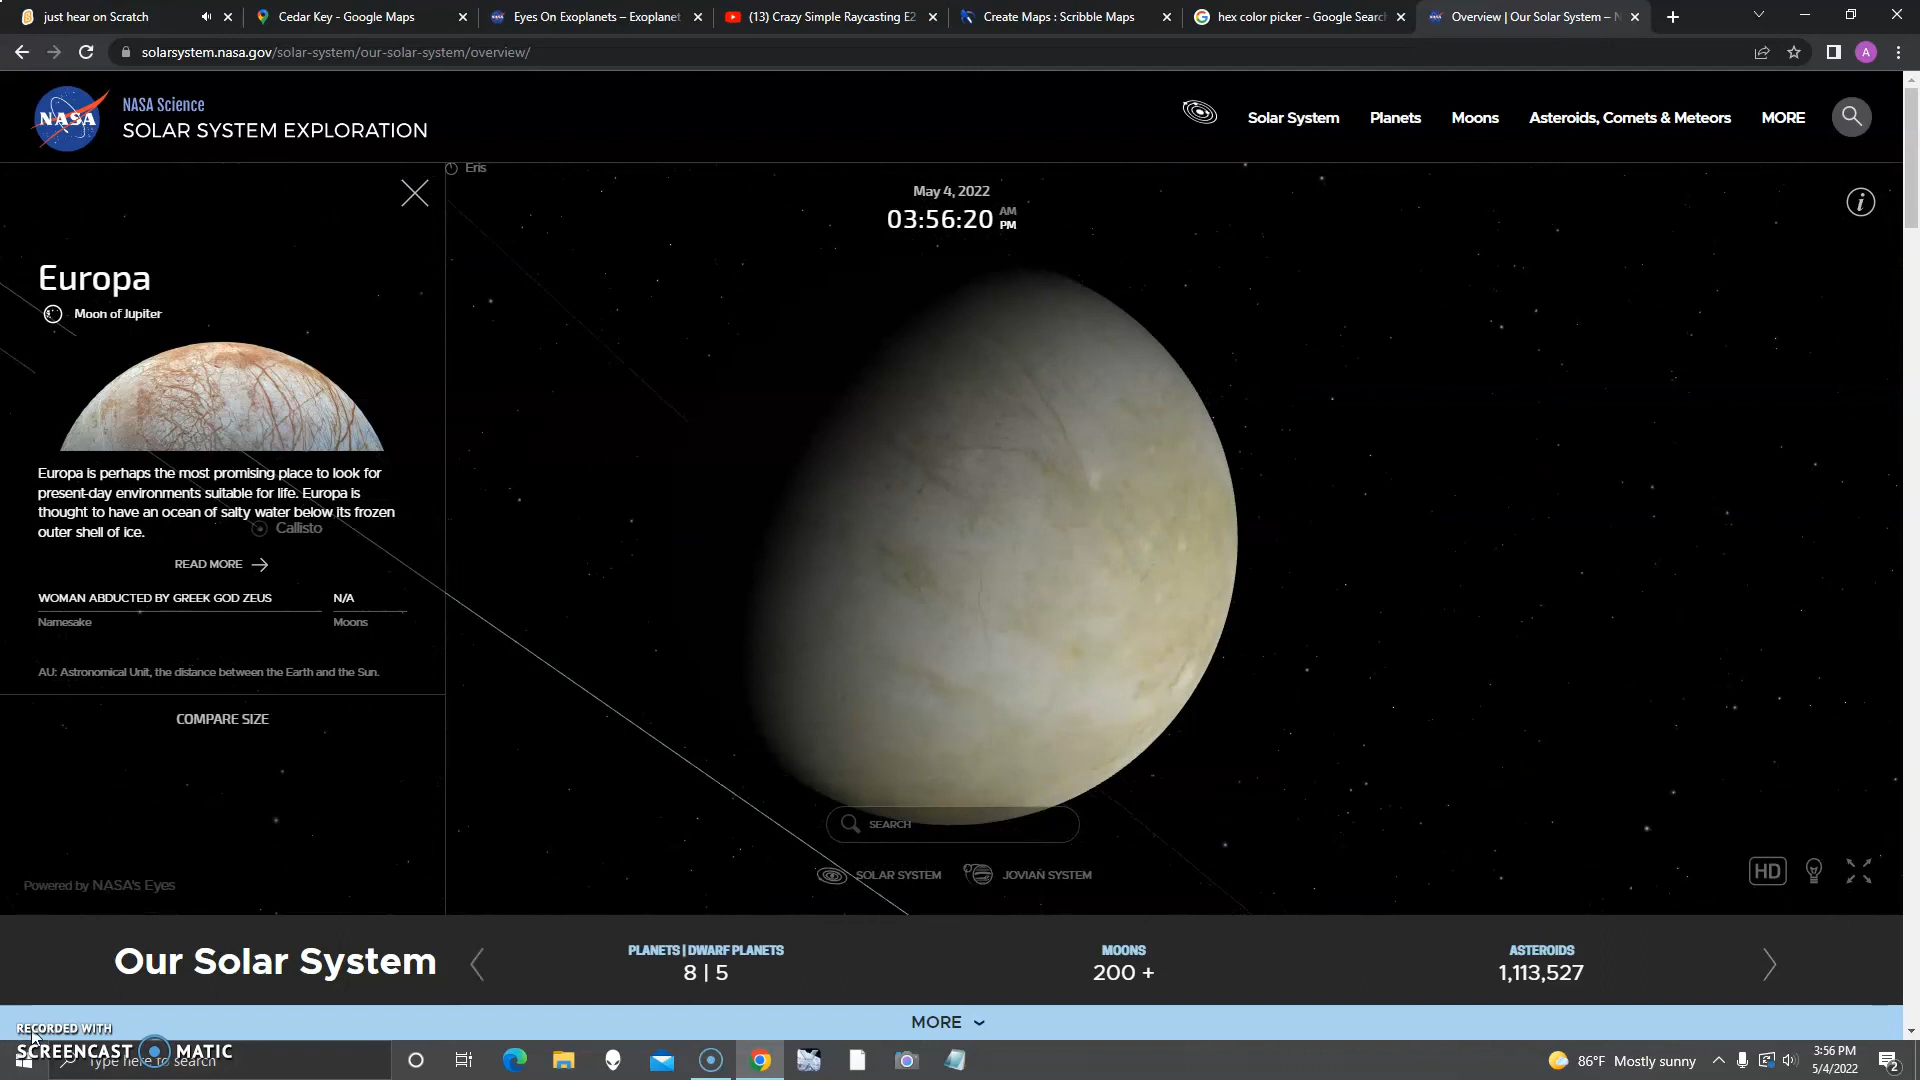 just hear on Scratch
Cedar Key - Google Maps
Eyes On Exoplanets – Exoplanet
(13) Crazy Simple Raycasting E2
Create Maps : Scribble Maps
hex color picker - Google Search
Overview | Our Solar System – N
solarsystem.nasa.gov/solar-system/our-solar-system/overview/
A
NASA
NASA Science
SOLAR SYSTEM EXPLORATION
Solar System
Planets
Moons
Asteroids, Comets & Meteors
MORE
Eris
May 4, 2022
03:56:20 AM
PM
i
Europa
Moon of Jupiter
Europa is perhaps the most promising place to look for
present-day environments suitable for life. Europa is
thought to have an ocean of salty water below its frozen
outer shell of ice.
Callisto
READ MORE
WOMAN ABDUCTED BY GREEK GOD ZEUS
N/A
Namesake
Moons
AU: Astronomical Unit, the distance between the Earth and the Sun.
COMPARE SIZE
SEARCH
SOLAR SYSTEM
JOVIAN SYSTEM
HD
Powered by NASA's Eyes
Our Solar System
PLANETS | DWARF PLANETS
8 | 5
MOONS
200 +
ASTEROIDS
1,113,527
MORE
RECORDED WITH
SCREENCAST MATIC
Type here to search
86°F Mostly sunny
3:56 PM
5/4/2022
2